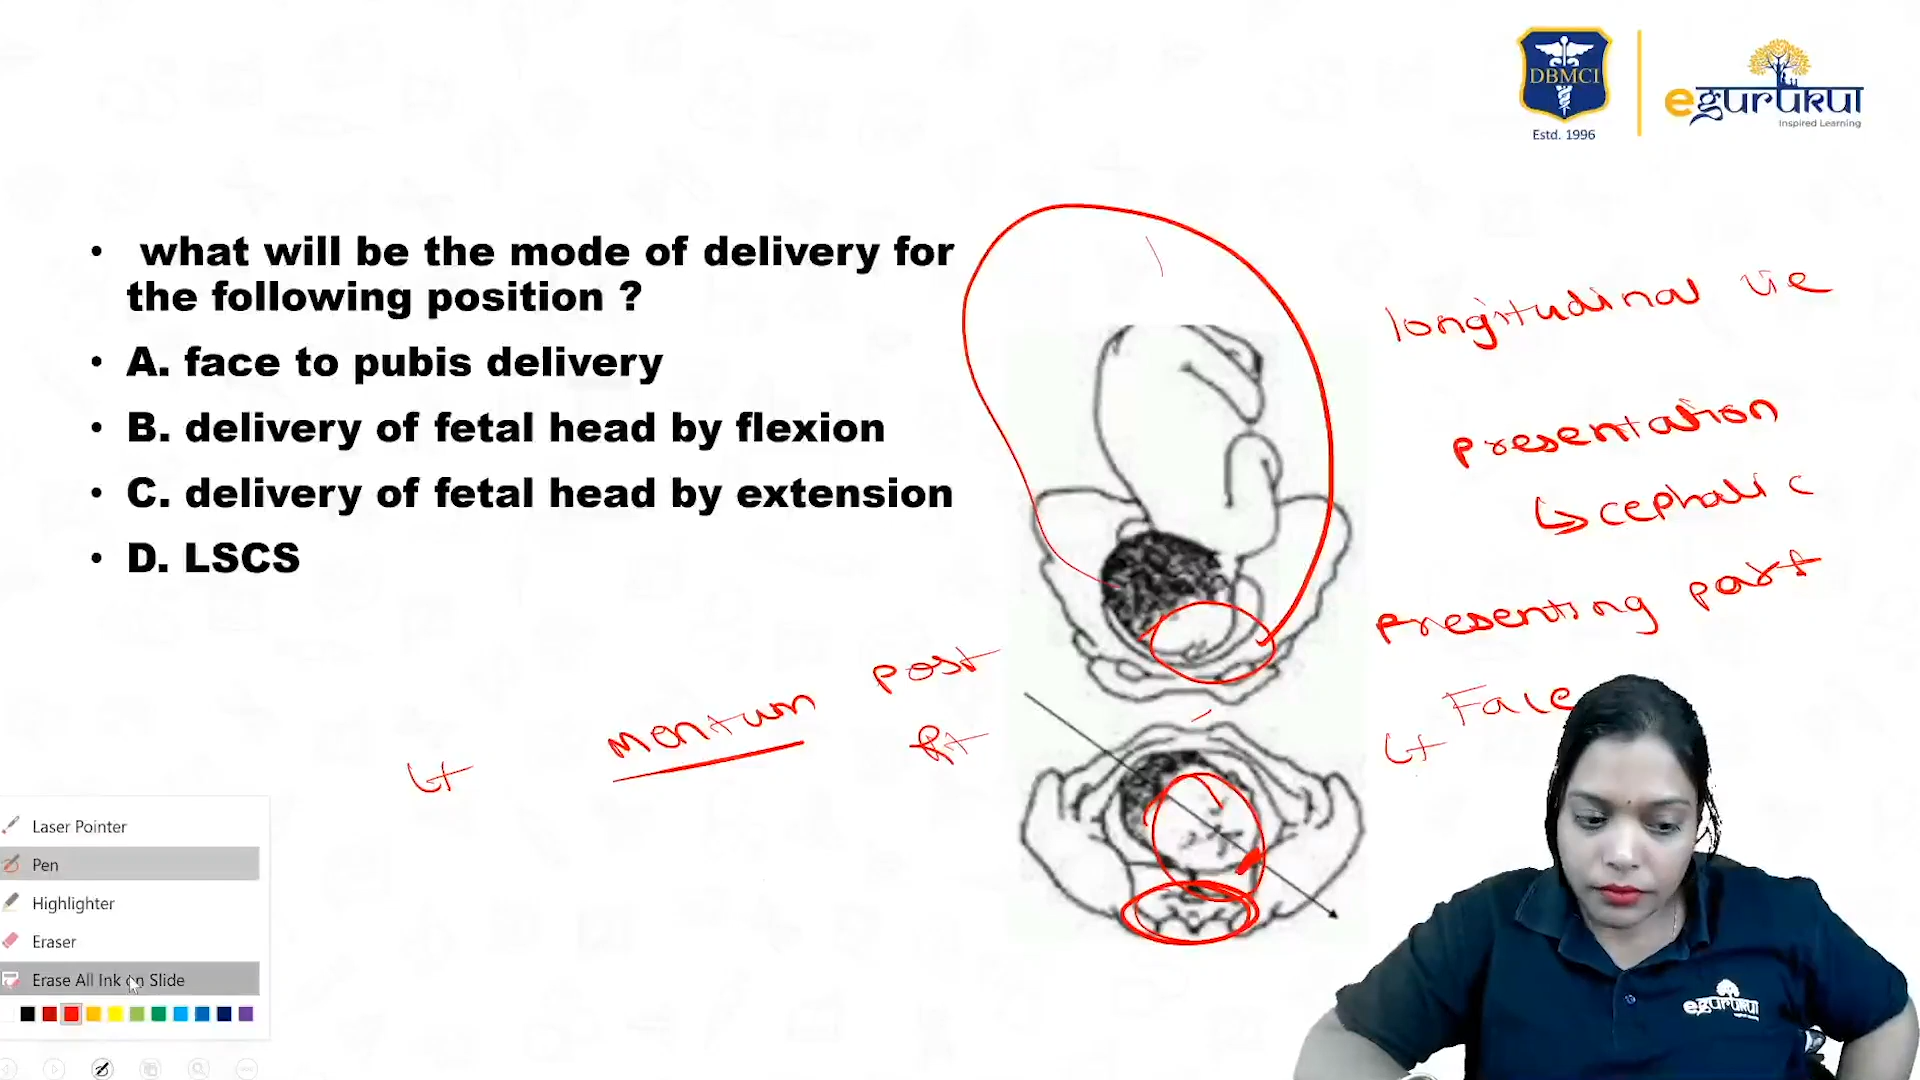 DBMCI
Estd. 1996
egurukul
Inspired Learning
• what will be the mode of delivery for
the following position ?
• A. face to pubis delivery
• B. delivery of fetal head by flexion
• C. delivery of fetal head by extension
• D. LSCS
longitudinal lie
presentation
↳ cephalic
Presenting part
Face
Lt
post
Rt
mentum
Lt
Laser Pointer
Pen
Highlighter
Eraser
Erase All Ink on Slide
egurukul